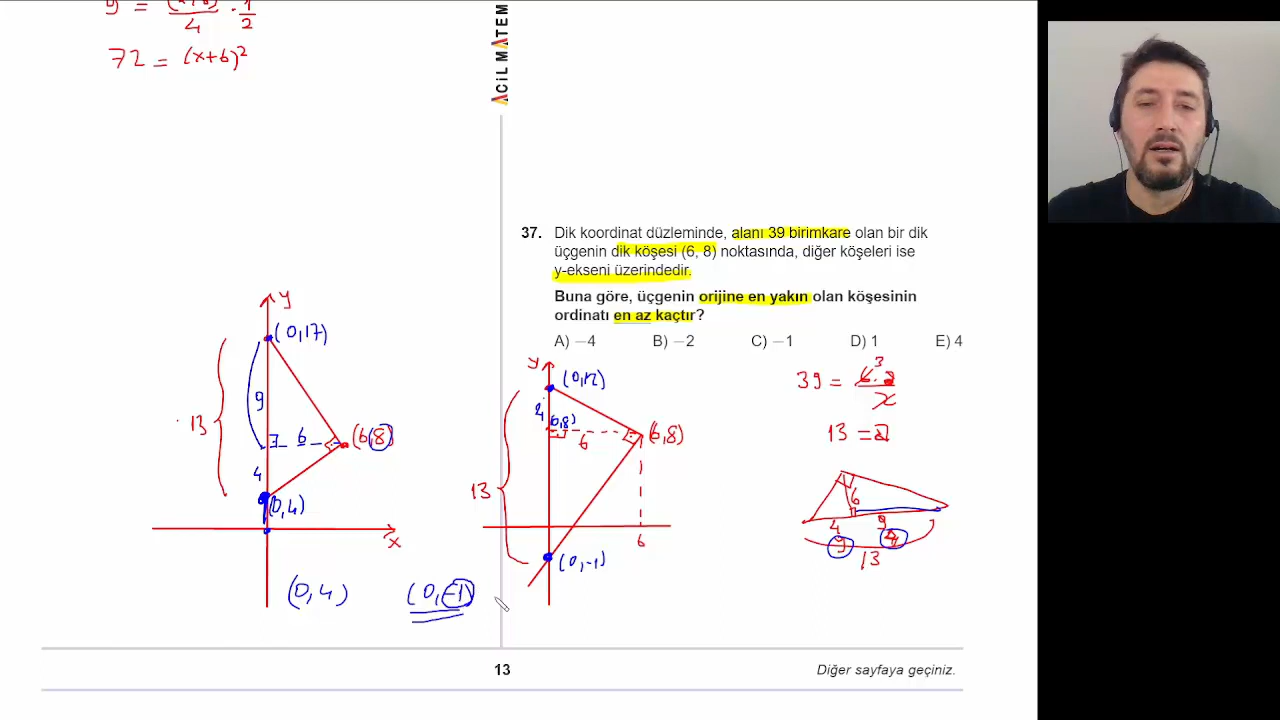 72 = (x+6)²
ACİL MATEM
37. Dik koordinat düzleminde, alanı 39 birimkare olan bir dik
üçgenin dik köşesi (6, 8) noktasında, diğer köşeleri ise
y-ekseni üzerindedir.
Buna göre, üçgenin orijine en yakın olan köşesinin
ordinatı en az kaçtır?
A) −4 B) −2 C) −1 D) 1 E) 4
y
(0,17)
9
13
6
(6,8)
4
(0,4)
x
(0,4) (0,-1)
y
(0,12)
4
(0,8)
6
(6,8)
13
6
(0,-1)
13 =
6
4 9
9 4
13
13
Diğer sayfaya geçiniz.